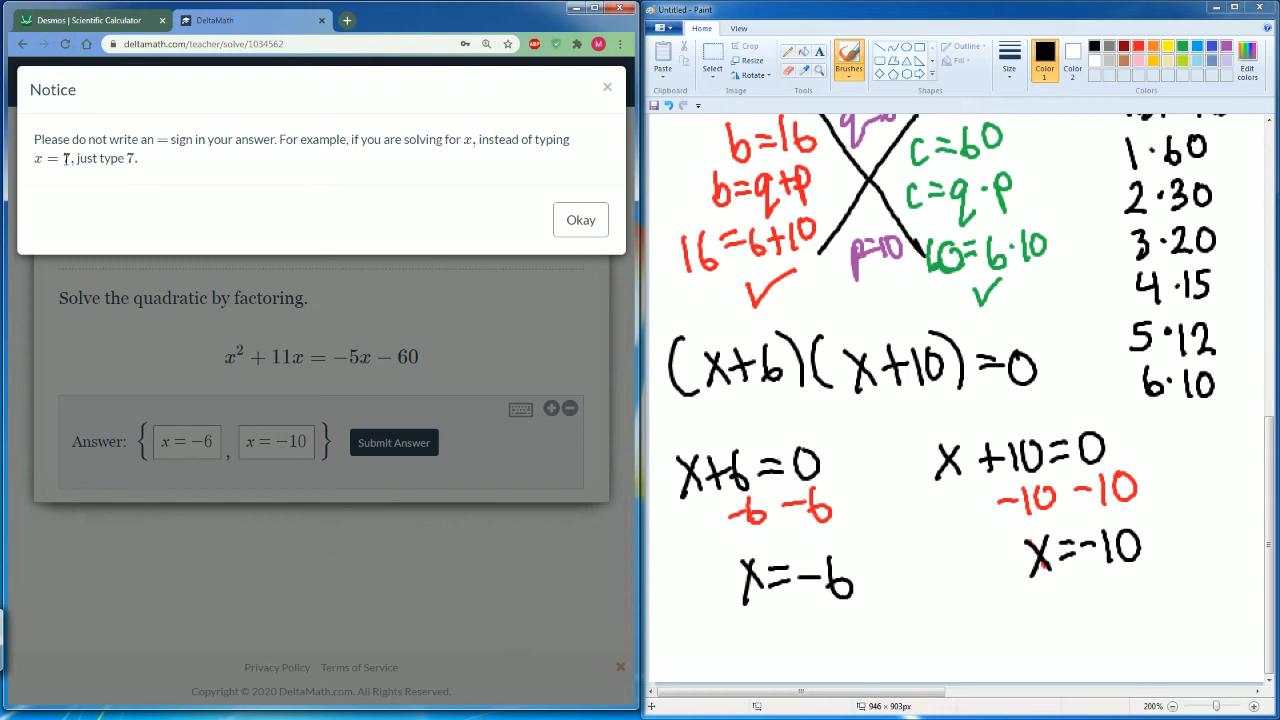 Desmos | Scientific Calculator
DeltaMath
deltamath.com/teacher/solve/1034562
ABP
M
Notice
Please do not write an = sign in your answer. For example, if you are solving for x, instead of typing
x = 7, just type 7.
Okay
Solve the quadratic by factoring.
x² + 11x = −5x − 60
Answer: { x = −6 , x = −10 } Submit Answer
Privacy Policy Terms of Service
Copyright © 2020 DeltaMath.com. All Rights Reserved.
Untitled - Paint
Home View
Paste
Select
Crop
Resize
Rotate
A
Brushes
Outline
Fill
Size
Color 1
Color 2
Edit colors
Clipboard Image Tools Shapes Colors
b=16
b=q+p
16=6+10
✓
p=10
c=60
c=q·p
60=6·10
✓
1·60
2·30
3·20
4·15
5·12
6·10
(x+6)(x+10)=0
x+6=0
-6 -6
x=-6
x+10=0
-10 -10
x=-10
946 × 903px
200%